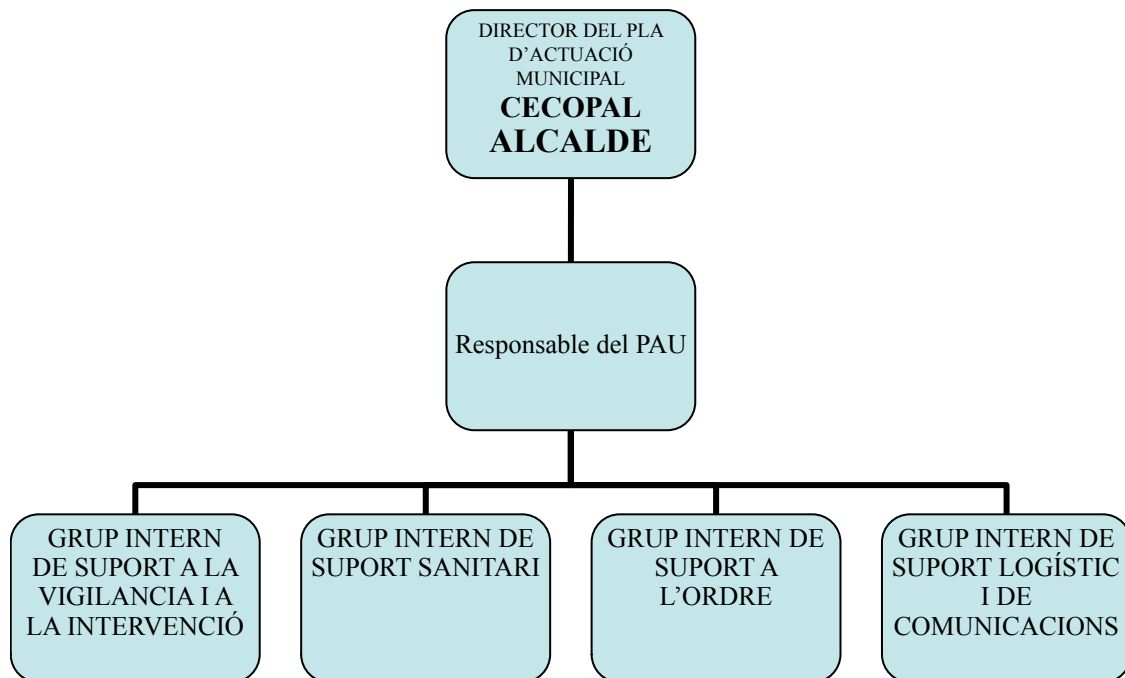 DIRECTOR DEL PLA
D’ACTUACIÓ
MUNICIPAL
CECOPAL
ALCALDE
Responsable del PAU
GRUP INTERN
DE SUPORT A LA
VIGILANCIA I A
LA INTERVENCIÓ
GRUP INTERN DE
SUPORT SANITARI
GRUP INTERN DE
SUPORT A
L’ORDRE
GRUP INTERN DE
SUPORT LOGÍSTIC
I DE
COMUNICACIONS